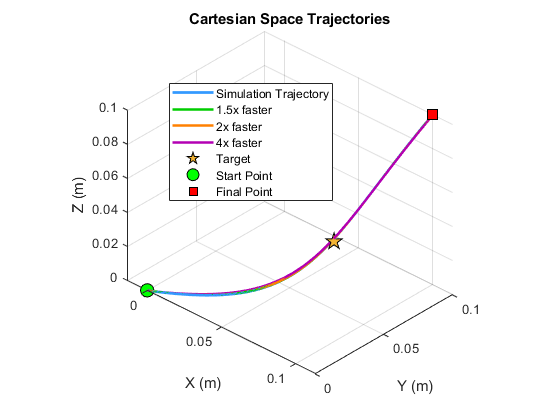 Cartesian Space Trajectories
Simulation Trajectory
1.5x faster
2x faster
4x faster
Target
Start Point
Final Point
0.1
0.08
0.06
0.04
0.02
0
Z (m)
0
0.05
0.1
X (m)
0
0.05
0.1
Y (m)